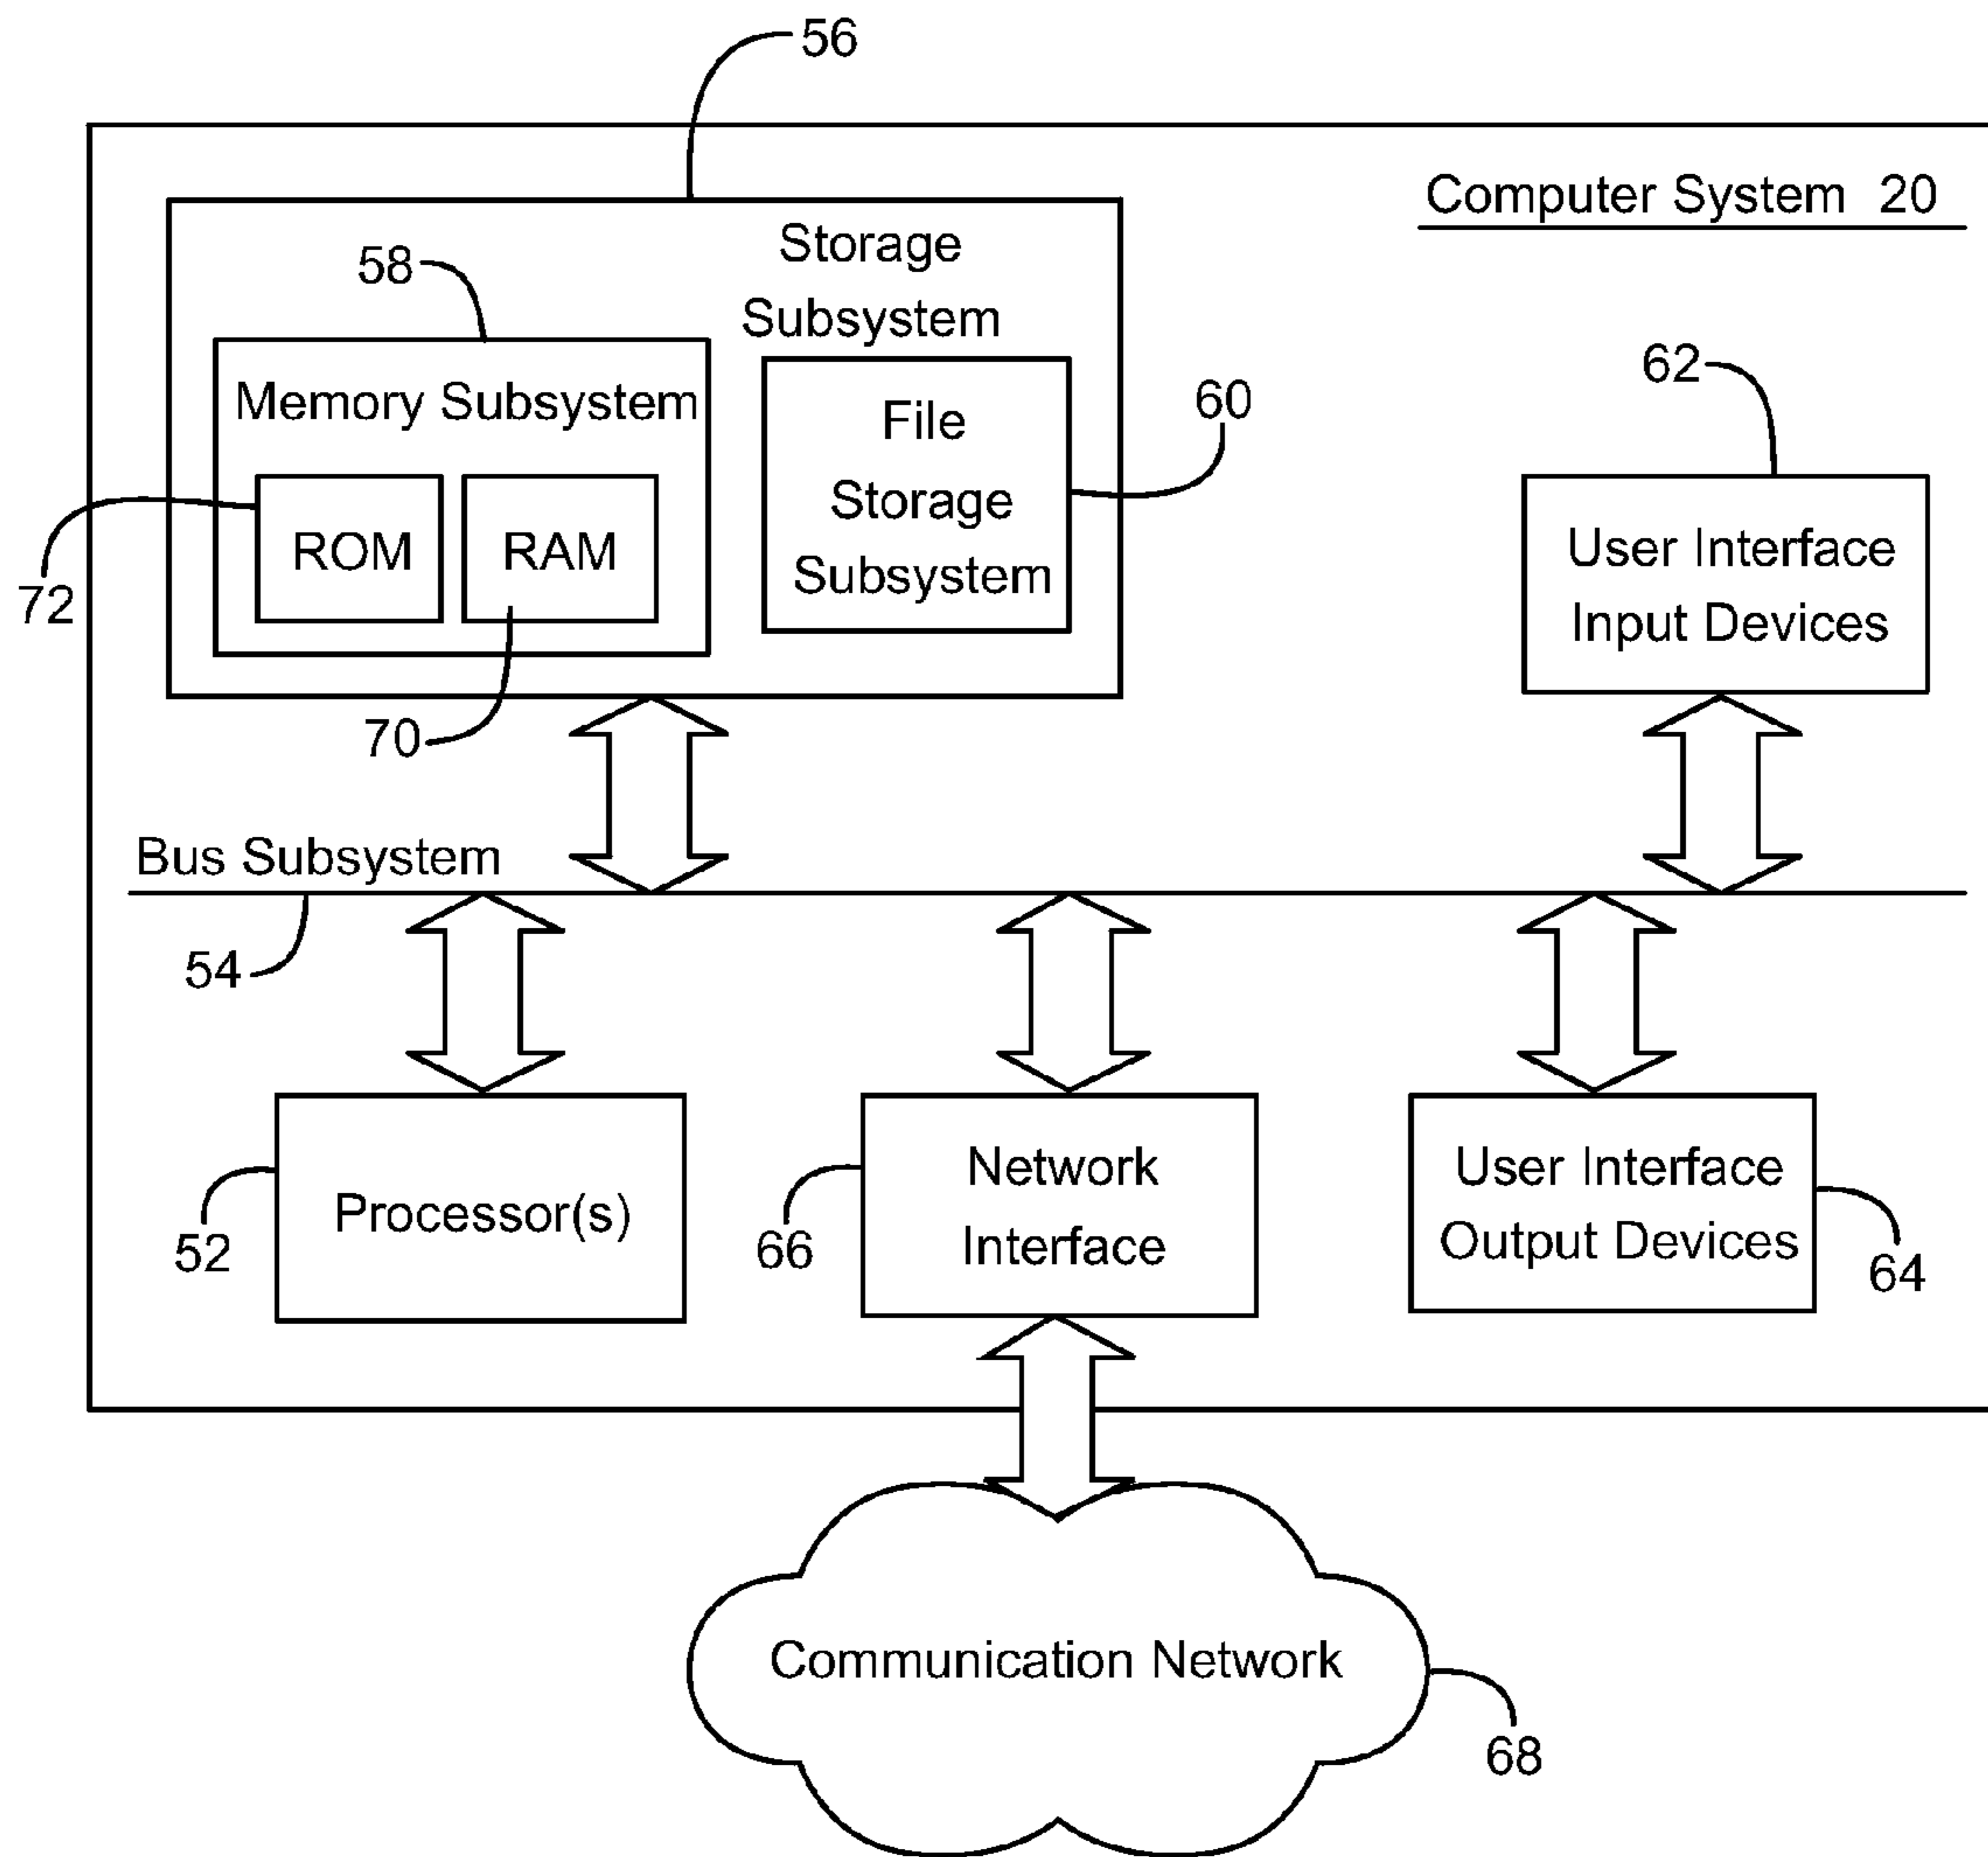 56
Computer System 20
Storage
Subsystem
58
Memory Subsystem
File
Storage
Subsystem
60
62
ROM
RAM
72
70
User Interface
Input Devices
Bus Subsystem
54
Processor(s)
52
Network
Interface
66
User Interface
Output Devices
64
Communication Network
68